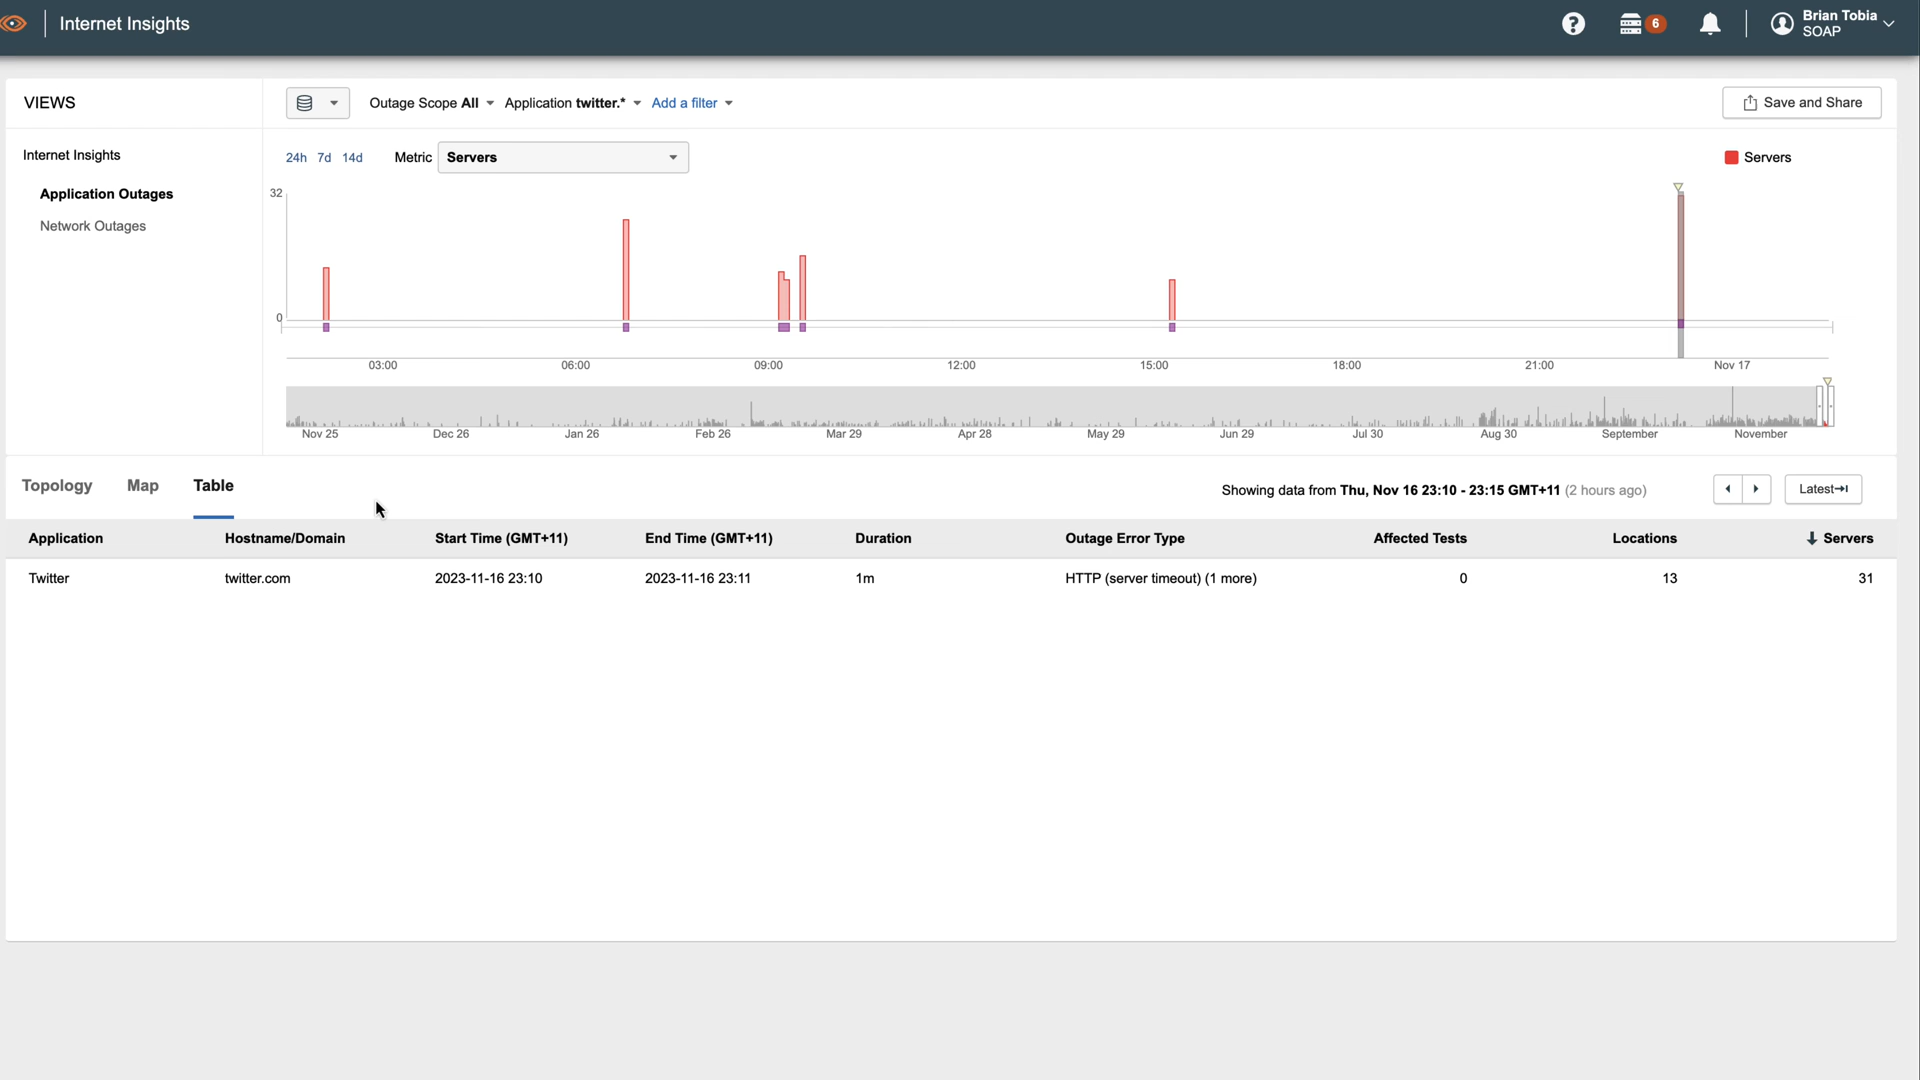 Internet Insights
6
Brian Tobia
SOAP
VIEWS
Outage Scope All
Application twitter.*
Add a filter
Save and Share
Internet Insights
Application Outages
Network Outages
24h 7d 14d
Metric
Servers
Servers
32
0
03:00 06:00 09:00 12:00 15:00 18:00 21:00 Nov 17
Nov 25 Dec 26 Jan 26 Feb 26 Mar 29 Apr 28 May 29 Jun 29 Jul 30 Aug 30 September November
Topology Map Table
Showing data from Thu, Nov 16 23:10 - 23:15 GMT+11 (2 hours ago)
Latest
Application Hostname/Domain Start Time (GMT+11) End Time (GMT+11) Duration Outage Error Type Affected Tests Locations Servers
Twitter twitter.com 2023-11-16 23:10 2023-11-16 23:11 1m HTTP (server timeout) (1 more) 0 13 31